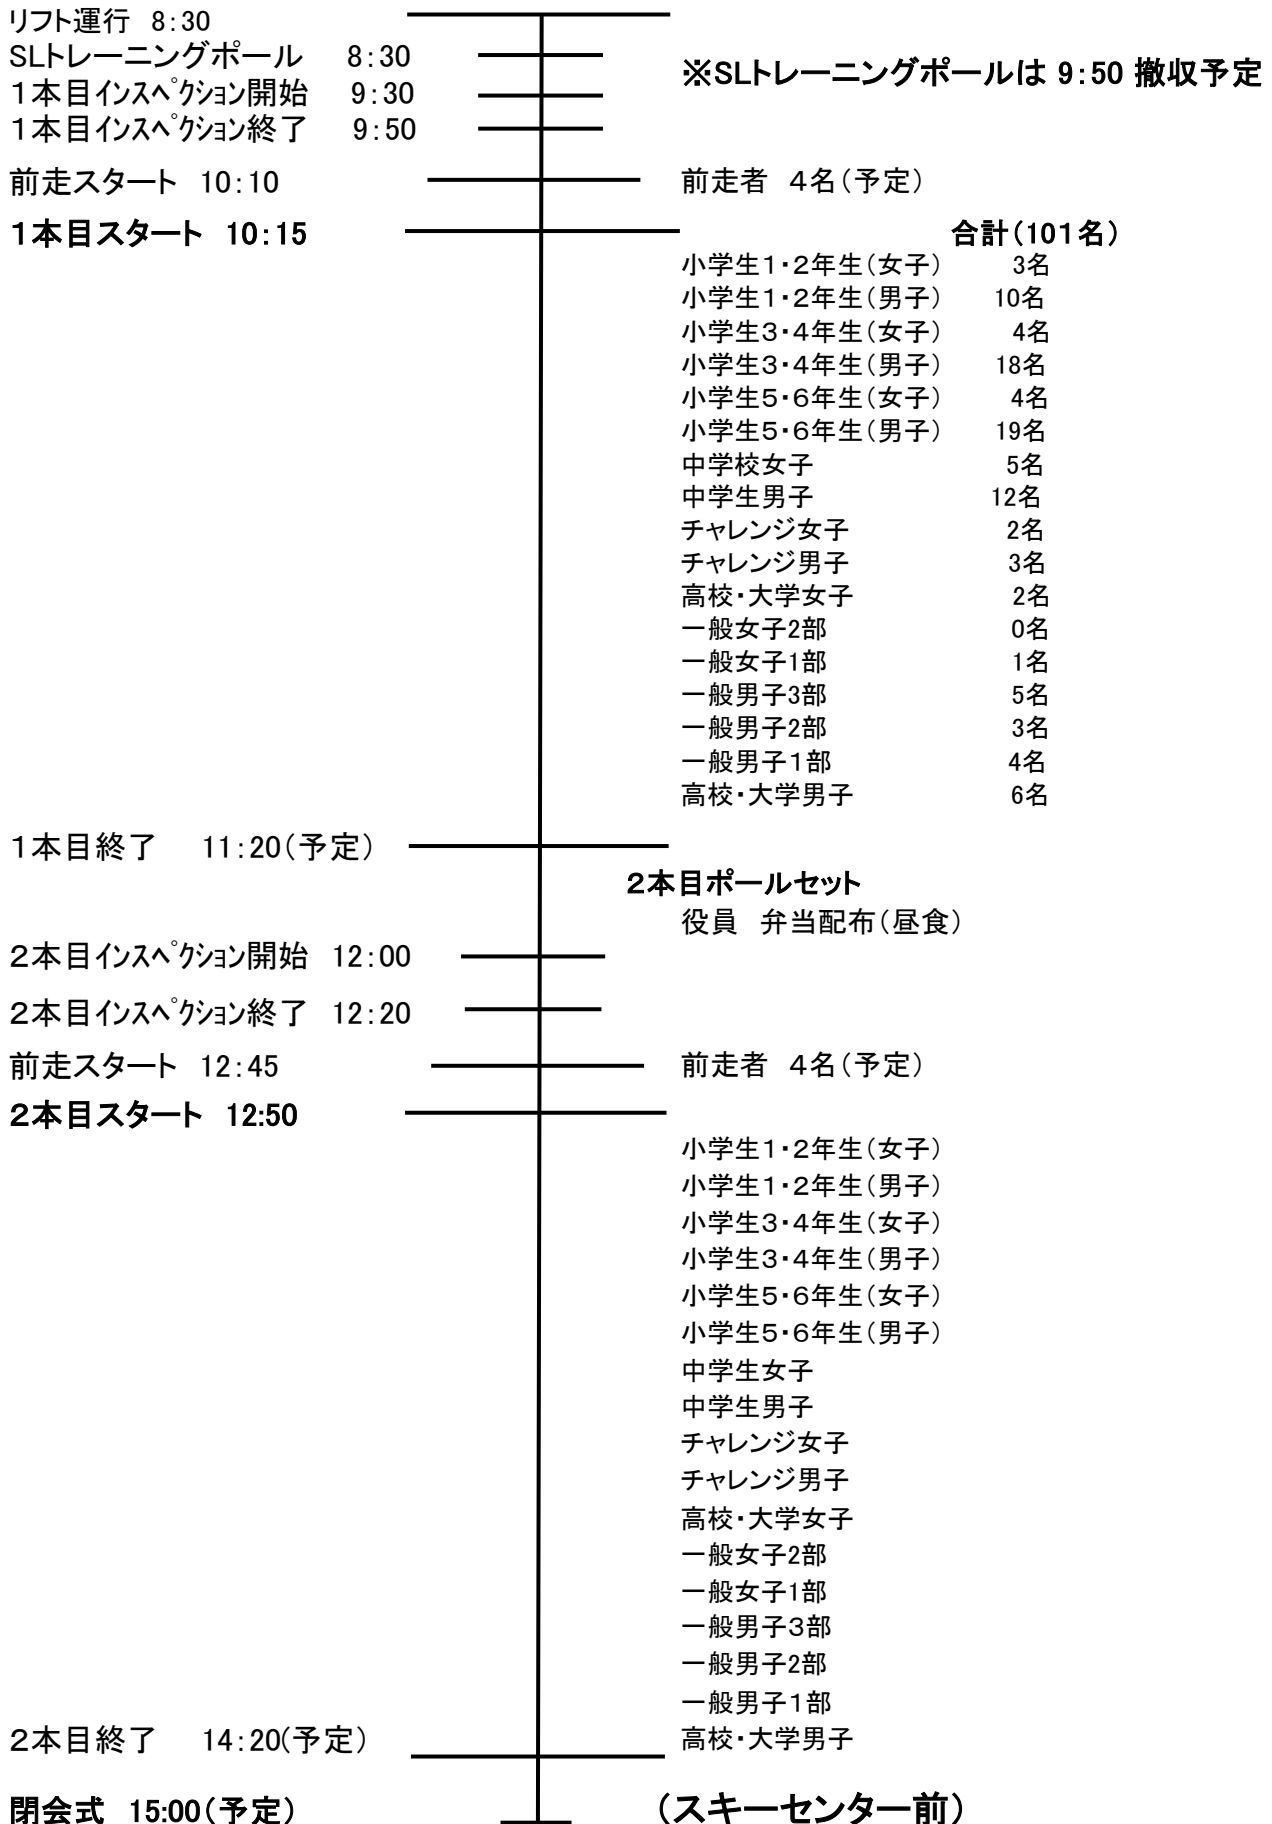 リフト運行 8:30
SLトレーニングポール 8:30
※SLトレーニングポールは 9:50 撤収予定
1本目インスペクション開始 9:30
1本目インスペクション終了 9:50
前走スタート 10:10 前走者 4名(予定)
1本目スタート 10:15 合計(101名)
小学生1・2年生(女子) 3名
小学生1・2年生(男子) 10名
小学生3・4年生(女子) 4名
小学生3・4年生(男子) 18名
小学生5・6年生(女子) 4名
小学生5・6年生(男子) 19名
中学校女子 5名
中学生男子 12名
チャレンジ女子 2名
チャレンジ男子 3名
高校・大学女子 2名
一般女子2部 0名
一般女子1部 1名
一般男子3部 5名
一般男子2部 3名
一般男子1部 4名
高校・大学男子 6名
1本目終了 11:20(予定)
2本目ポールセット
役員 弁当配布(昼食)
2本目インスペクション開始 12:00
2本目インスペクション終了 12:20
前走スタート 12:45 前走者 4名(予定)
2本目スタート 12:50
小学生1・2年生(女子)
小学生1・2年生(男子)
小学生3・4年生(女子)
小学生3・4年生(男子)
小学生5・6年生(女子)
小学生5・6年生(男子)
中学生女子
中学生男子
チャレンジ女子
チャレンジ男子
高校・大学女子
一般女子2部
一般女子1部
一般男子3部
一般男子2部
一般男子1部
2本目終了 14:20(予定) 高校・大学男子
閉会式 15:00(予定) (スキーセンター前)